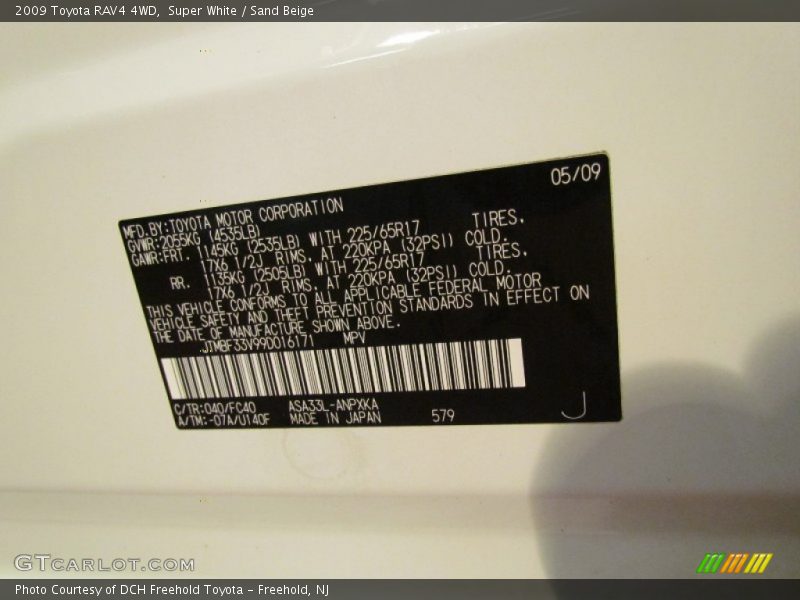 2009 Toyota RAV4 4WD, Super White / Sand Beige
05/09
MFD.BY:TOYOTA MOTOR CORPORATION
GVWR:2055KG (4535LB)
GAWR:FRT. 1145KG (2535LB) WITH 225/65R17 TIRES,
17X6 1/2J RIMS, AT 220KPA (32PSI) COLD.
RR. 1135KG (2505LB) WITH 225/65R17 TIRES,
17X6 1/2J RIMS, AT 220KPA (32PSI) COLD.
THIS VEHICLE CONFORMS TO ALL APPLICABLE FEDERAL MOTOR
VEHICLE SAFETY AND THEFT PREVENTION STANDARDS IN EFFECT ON
THE DATE OF MANUFACTURE SHOWN ABOVE.
JTMBF33V99D016171 MPV
C/TR:040/FC40 ASA33L-ANPXKA
A/TM:-07A/U140F MADE IN JAPAN 579 J
GTCARLOT.COM
Photo Courtesy of DCH Freehold Toyota - Freehold, NJ